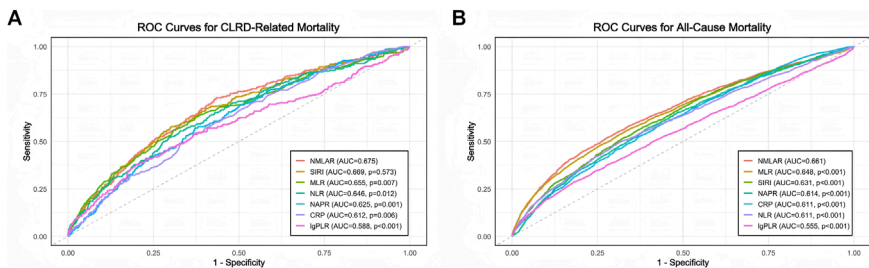 A
ROC Curves for CLRD-Related Mortality
1.00
0.75
0.50
0.25
0.00
Sensitivity
NMLAR (AUC=0.675)
SIRI (AUC=0.669, p=0.573)
MLR (AUC=0.655, p=0.007)
NLR (AUC=0.646, p=0.012)
NAPR (AUC=0.625, p=0.001)
CRP (AUC=0.612, p=0.006)
lgPLR (AUC=0.588, p<0.001)
0.00 0.25 0.50 0.75 1.00
1 - Specificity
B
ROC Curves for All-Cause Mortality
1.00
0.75
0.50
0.25
0.00
Sensitivity
NMLAR (AUC=0.661)
MLR (AUC=0.648, p<0.001)
SIRI (AUC=0.631, p<0.001)
NAPR (AUC=0.614, p<0.001)
CRP (AUC=0.611, p<0.001)
NLR (AUC=0.611, p<0.001)
lgPLR (AUC=0.555, p<0.001)
0.00 0.25 0.50 0.75 1.00
1 - Specificity